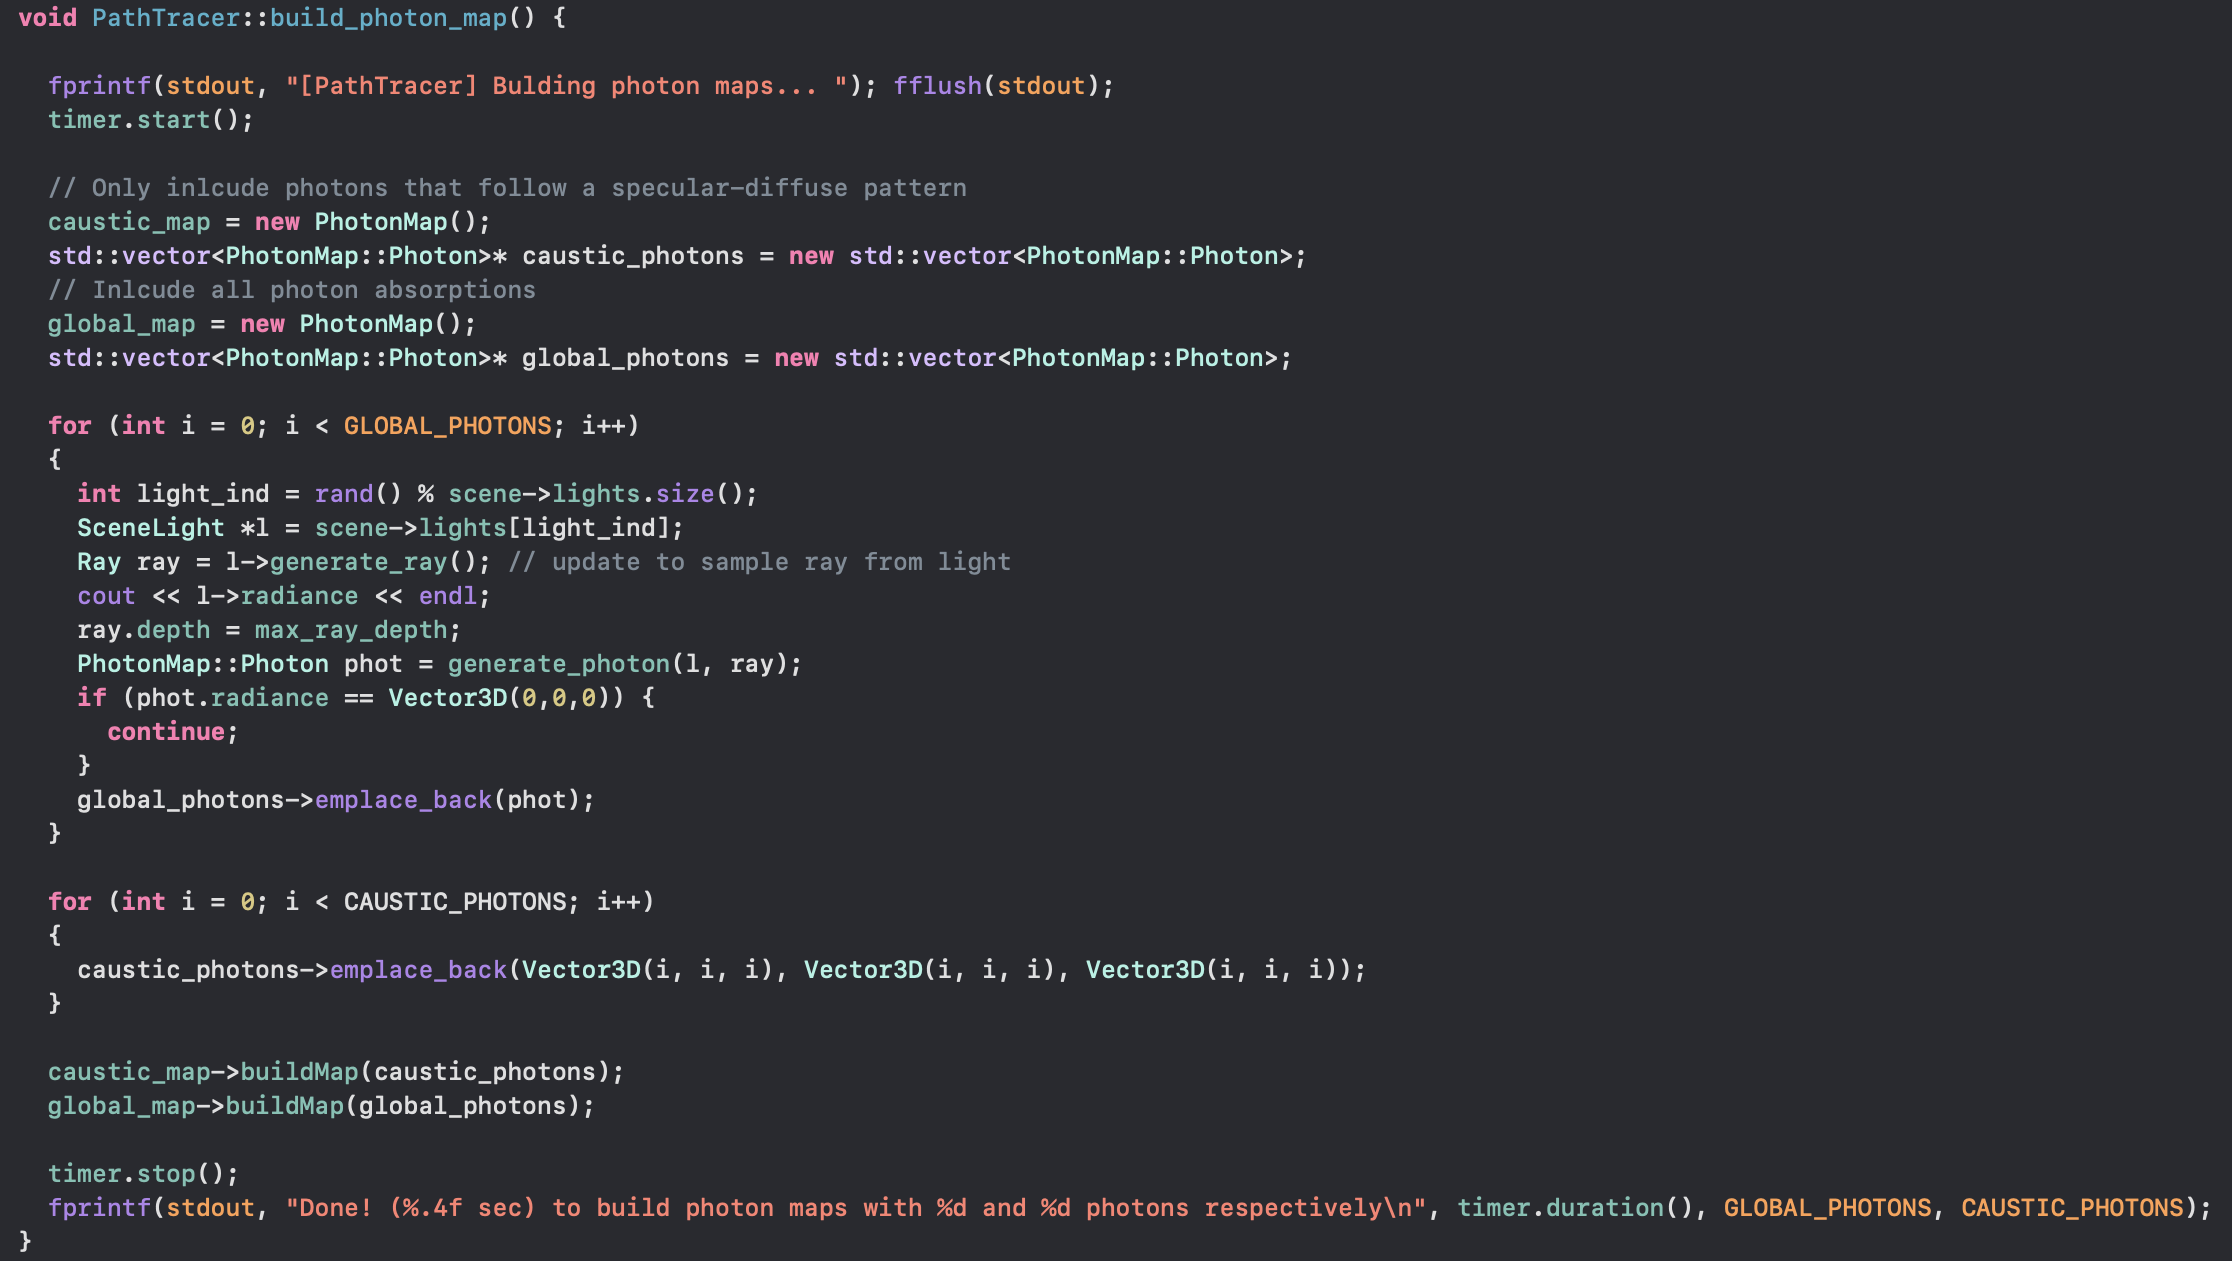 void PathTracer::build_photon_map() {
fprintf(stdout, "[PathTracer] Bulding photon maps... "); fflush(stdout);
timer.start();
// Only inlcude photons that follow a specular-diffuse pattern
caustic_map = new PhotonMap();
std::vector<PhotonMap::Photon>* caustic_photons = new std::vector<PhotonMap::Photon>;
// Inlcude all photon absorptions
global_map = new PhotonMap();
std::vector<PhotonMap::Photon>* global_photons = new std::vector<PhotonMap::Photon>;
for (int i = 0; i < GLOBAL_PHOTONS; i++)
{
int light_ind = rand() % scene->lights.size();
SceneLight *l = scene->lights[light_ind];
Ray ray = l->generate_ray(); // update to sample ray from light
cout << l->radiance << endl;
ray.depth = max_ray_depth;
PhotonMap::Photon phot = generate_photon(l, ray);
if (phot.radiance == Vector3D(0,0,0)) {
continue;
}
global_photons->emplace_back(phot);
}
for (int i = 0; i < CAUSTIC_PHOTONS; i++)
{
caustic_photons->emplace_back(Vector3D(i, i, i), Vector3D(i, i, i), Vector3D(i, i, i));
}
caustic_map->buildMap(caustic_photons);
global_map->buildMap(global_photons);
timer.stop();
fprintf(stdout, "Done! (%.4f sec) to build photon maps with %d and %d photons respectively\n", timer.duration(), GLOBAL_PHOTONS, CAUSTIC_PHOTONS);
}